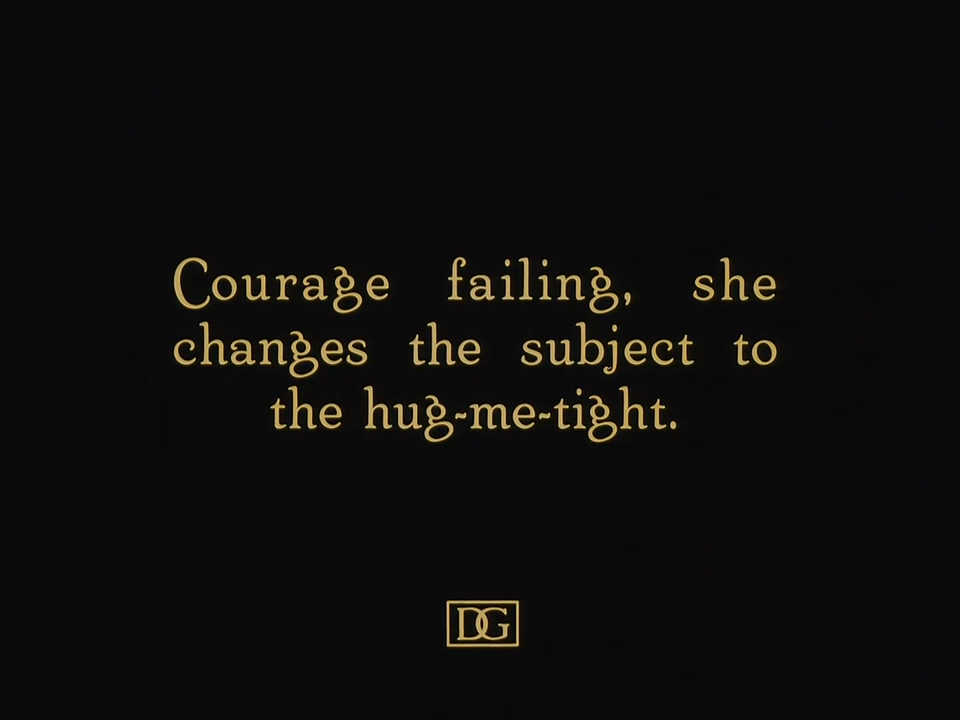 Courage failing, she
changes the subject to
the hug-me-tight.
DG